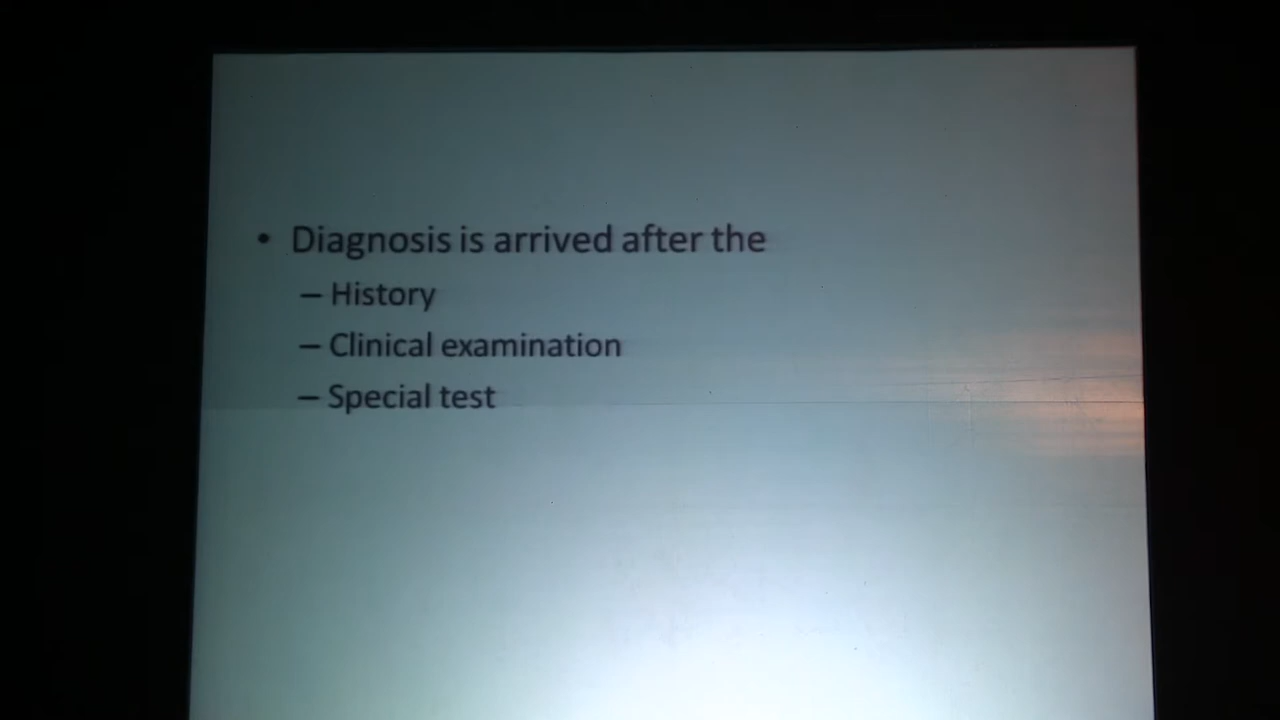 • Diagnosis is arrived after the
– History
– Clinical examination
– Special test